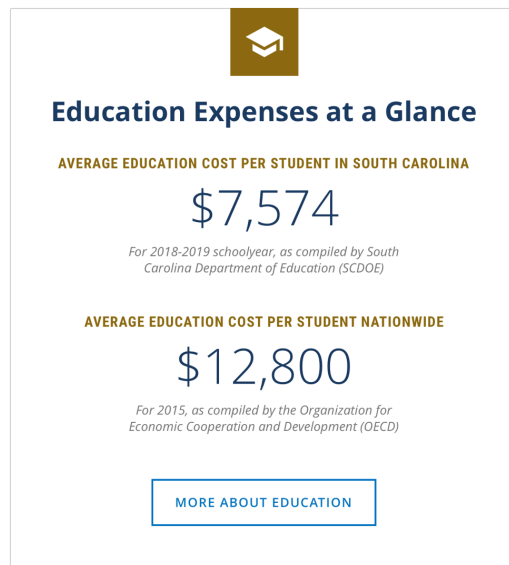 Education Expenses at a Glance
AVERAGE EDUCATION COST PER STUDENT IN SOUTH CAROLINA
$7,574
For 2018-2019 schoolyear, as compiled by South
Carolina Department of Education (SCDOE)
AVERAGE EDUCATION COST PER STUDENT NATIONWIDE
$12,800
For 2015, as compiled by the Organization for
Economic Cooperation and Development (OECD)
MORE ABOUT EDUCATION